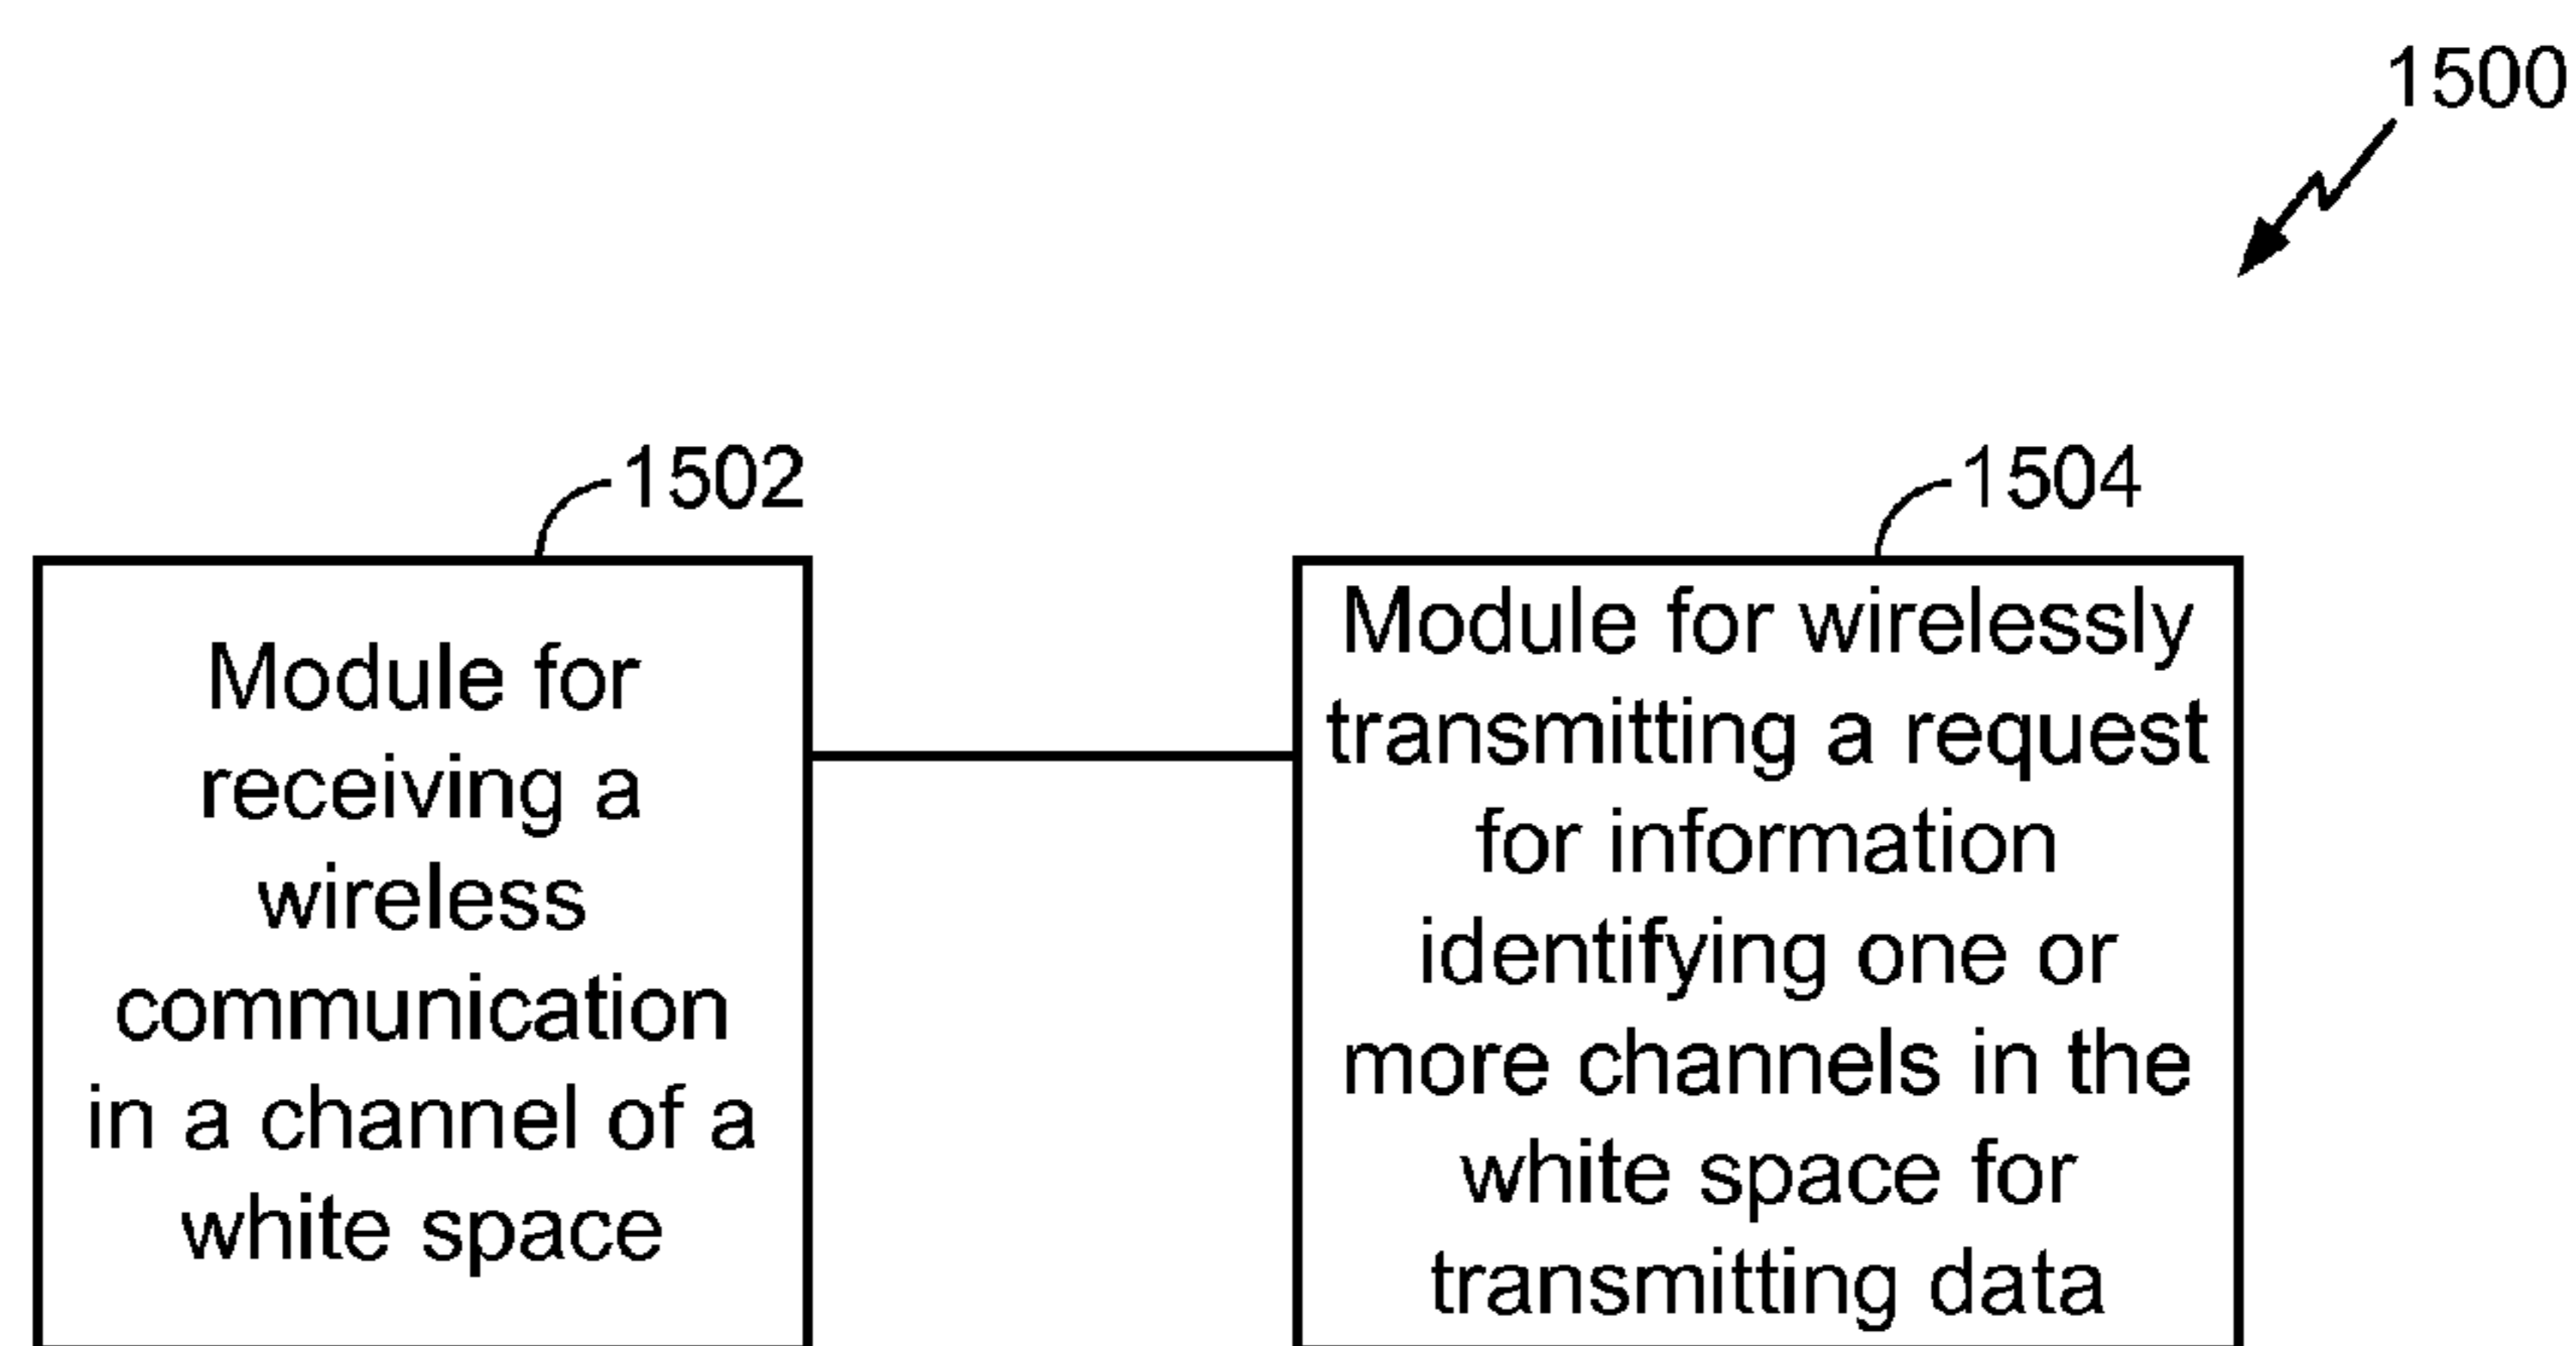 1500
1502
Module for
receiving a
wireless
communication
in a channel of a
white space
1504
Module for wirelessly
transmitting a request
for information
identifying one or
more channels in the
white space for
transmitting data